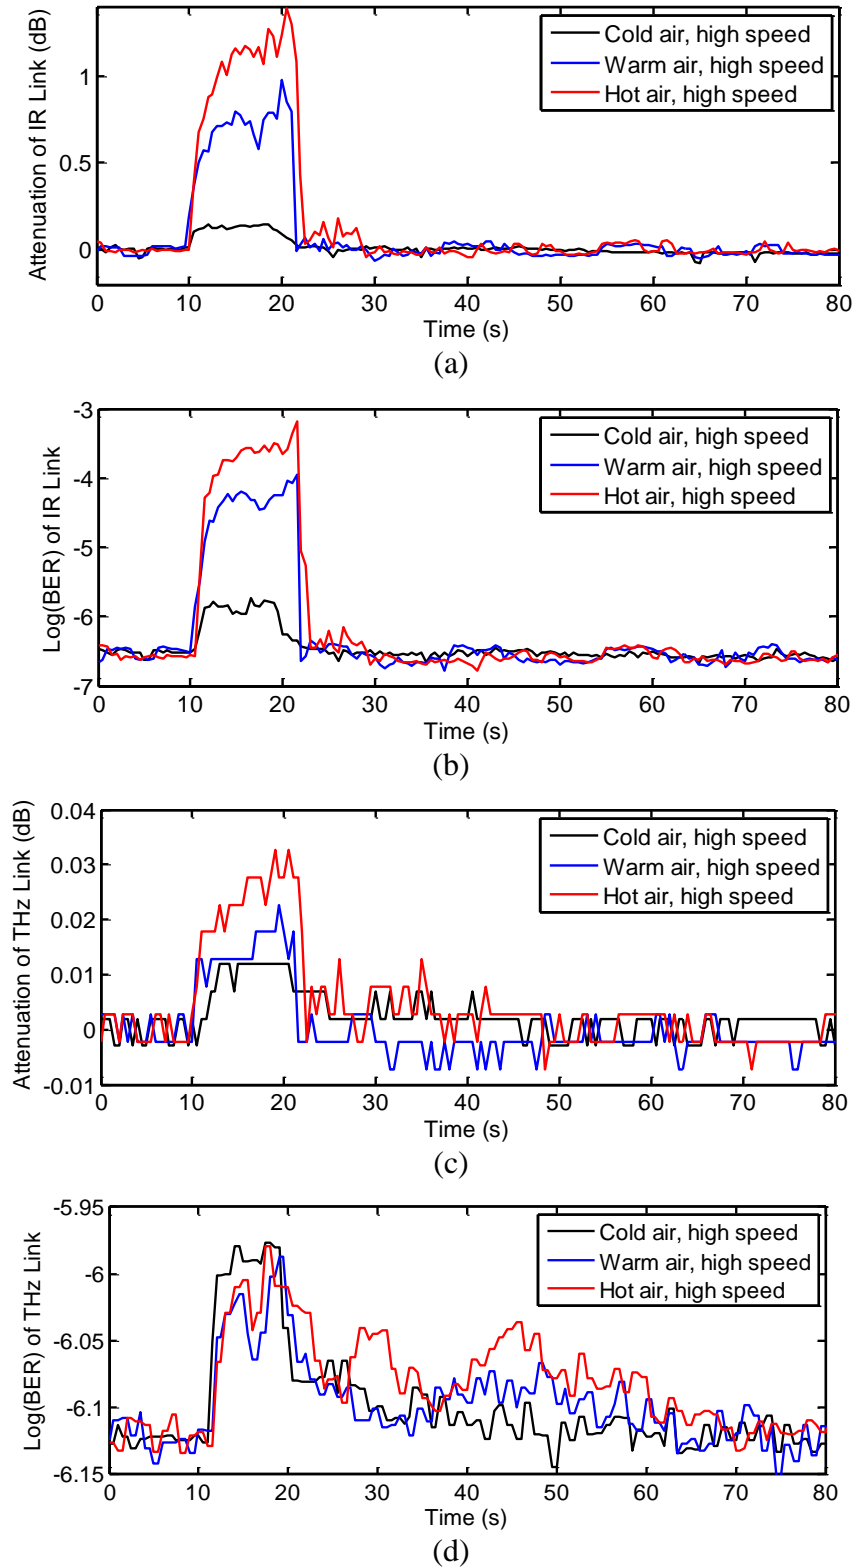 Attenuation of IR Link (dB)
1
0.5
0
Cold air, high speed
Warm air, high speed
Hot air, high speed
0 10 20 30 40 50 60 70 80
Time (s)
(a)
Log(BER) of IR Link
-3
-4
-5
-6
-7
Cold air, high speed
Warm air, high speed
Hot air, high speed
0 10 20 30 40 50 60 70 80
Time (s)
(b)
Attenuation of THz Link (dB)
0.04
0.03
0.02
0.01
0
-0.01
Cold air, high speed
Warm air, high speed
Hot air, high speed
0 10 20 30 40 50 60 70 80
Time (s)
(c)
Log(BER) of THz Link
-5.95
-6
-6.05
-6.1
-6.15
Cold air, high speed
Warm air, high speed
Hot air, high speed
0 10 20 30 40 50 60 70 80
Time (s)
(d)